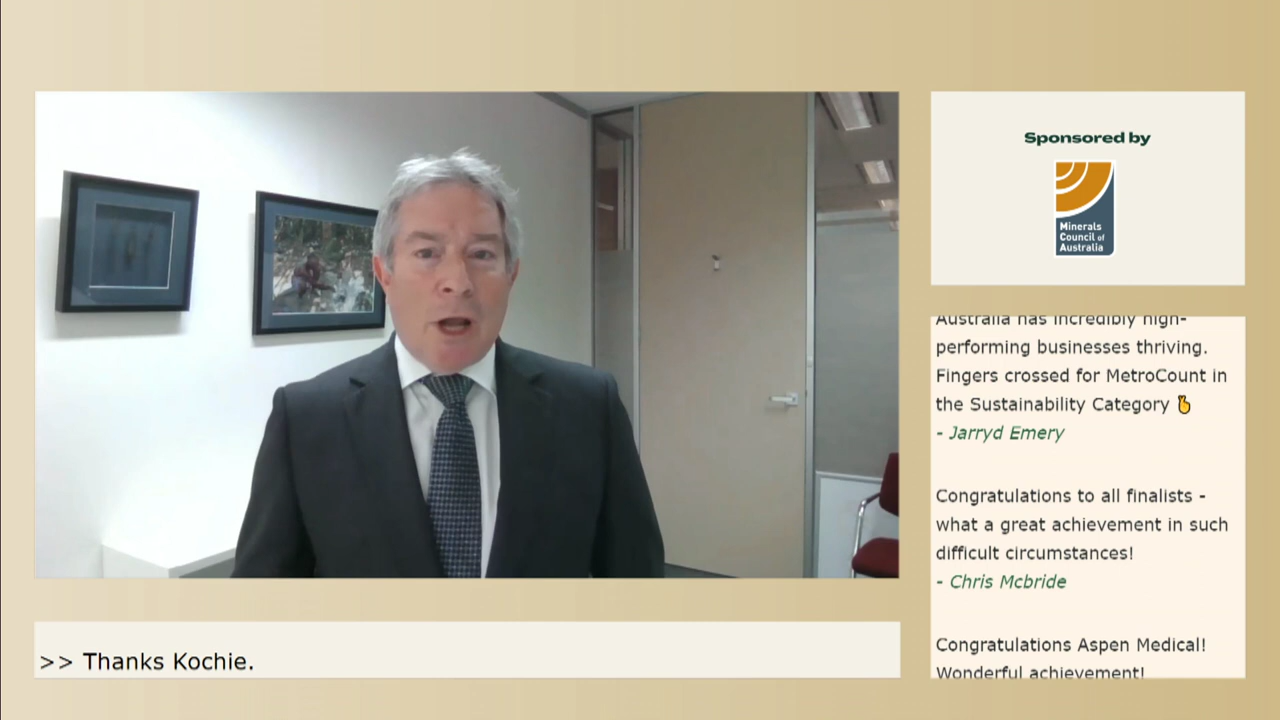 Sponsored by
Minerals
Council of
Australia
Australia has incredibly high-
performing businesses thriving.
Fingers crossed for MetroCount in
the Sustainability Category 🫰
- Jarryd Emery
Congratulations to all finalists -
what a great achievement in such
difficult circumstances!
- Chris Mcbride
Congratulations Aspen Medical!
Wonderful achievement!
>> Thanks Kochie.